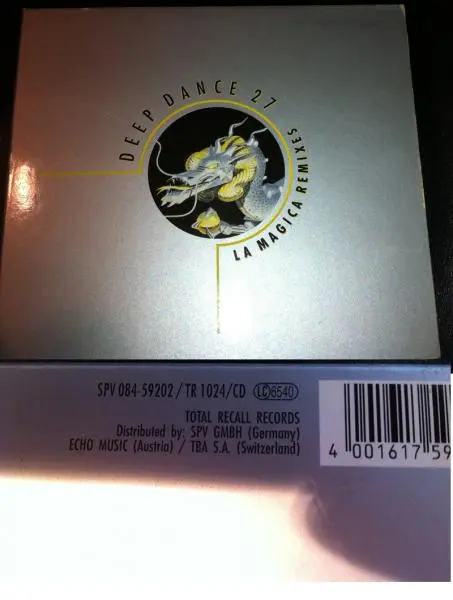 DEEP DANCE 27
LA MAGICA REMIXES
SPV 084-59202 / TR 1024/CD LC 6540
TOTAL RECALL RECORDS
Distributed by: SPV GMBH (Germany)
ECHO MUSIC (Austria) / TBA S.A. (Switzerland)
4 001617 59